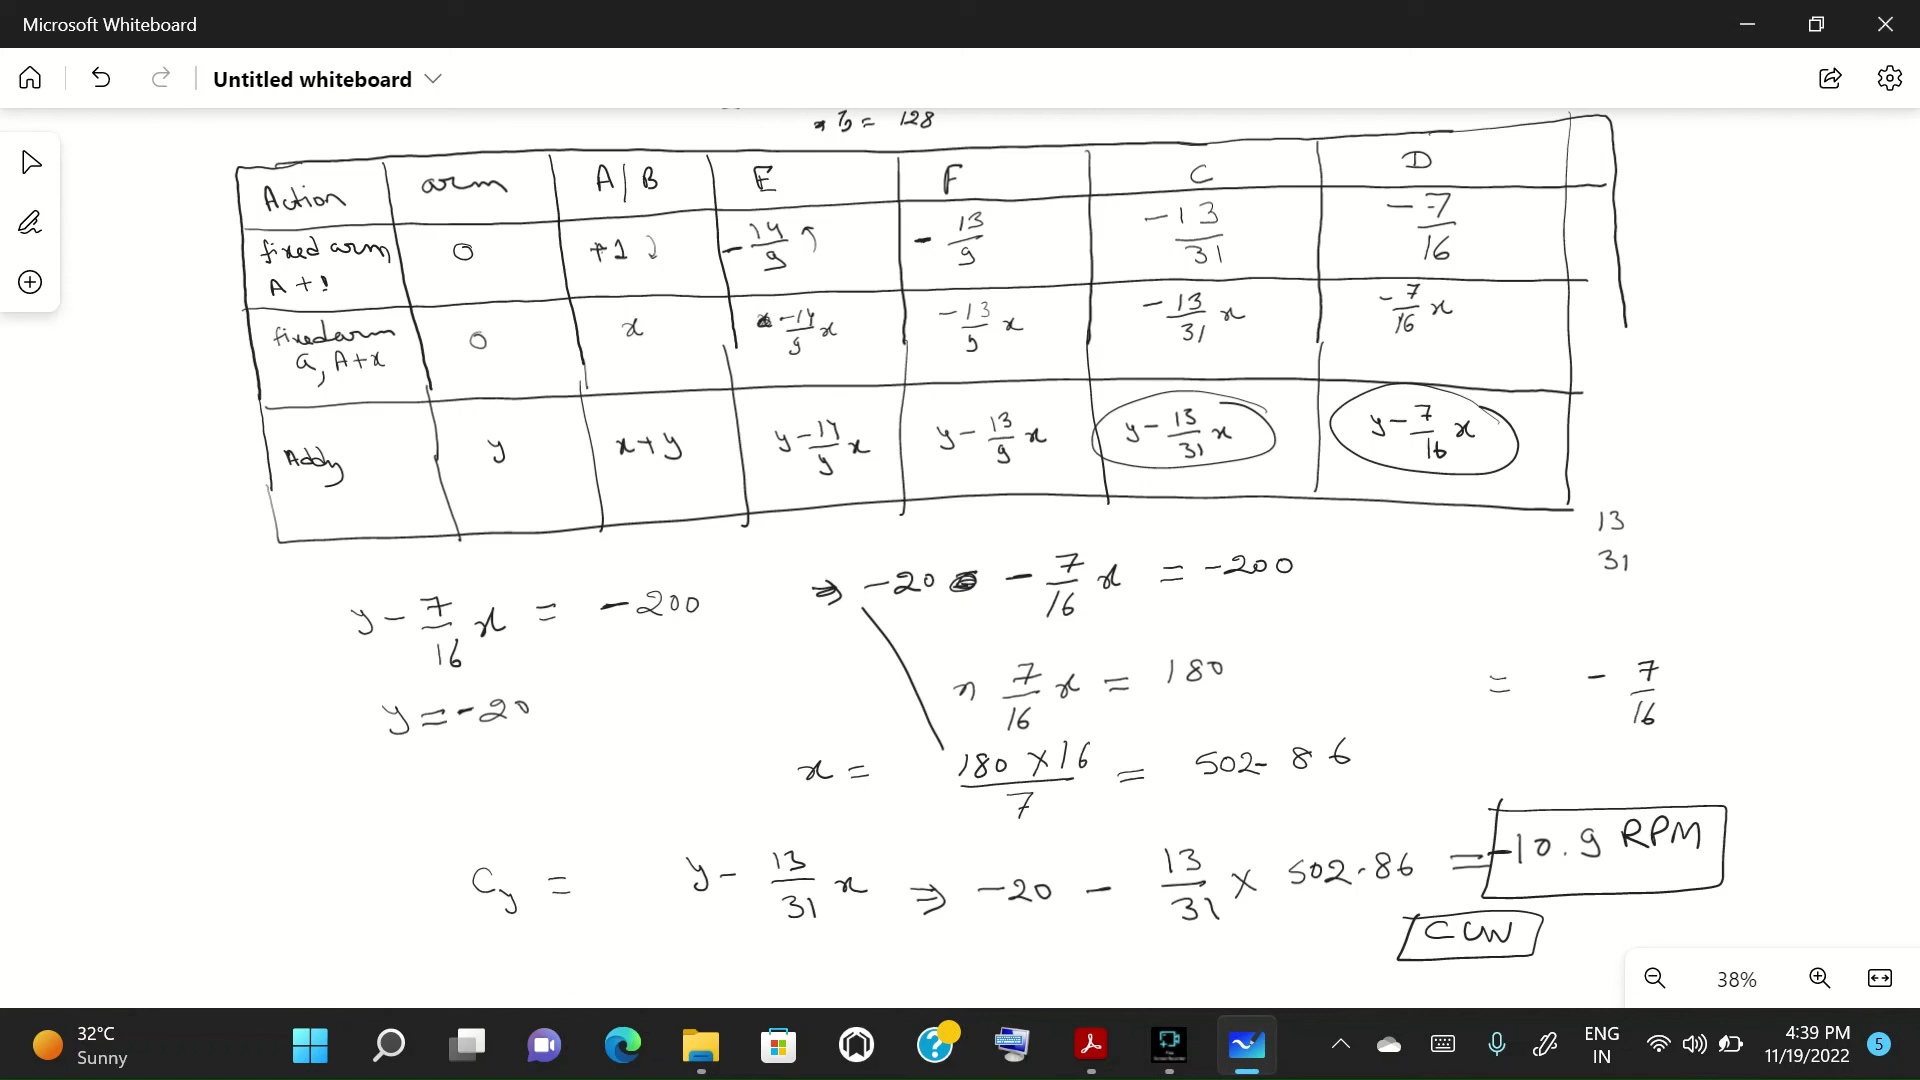 Microsoft Whiteboard
Untitled whiteboard
= 128
Action arm A/B E F C D
fixed arm A+1 0 +1 -14/9 -13/9 -13/31 -7/16
fixed arm a, A+x 0 x -14/9 x -13/9 x -13/31 x -7/16 x
Addy y x+y y-14/9 x y-13/9 x y-13/31 x y-7/16 x
13
31
y - 7/16 x = -200
⇒ -20 - 7/16 x = -200
y = -20
7/16 x = 180
= -7/16
x = 180×16/7 = 502-86
Cy = y - 13/31 x ⇒ -20 - 13/31 × 502.86 = -10.9 RPM
CCW
38%
32°C
Sunny
ENG
IN
4:39 PM
11/19/2022
5